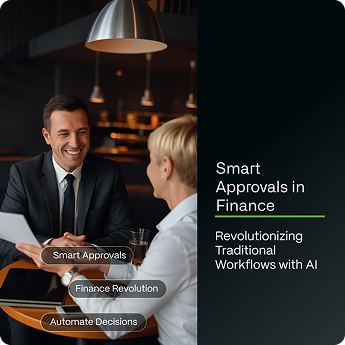 Smart
Approvals in
Finance
Revolutionizing
Traditional
Workflows with AI
Smart Approvals
Finance Revolution
Automate Decisions